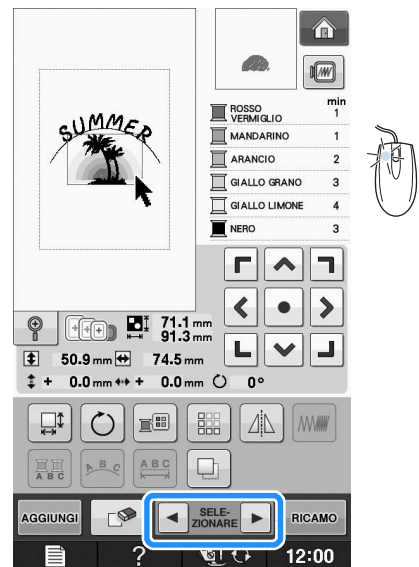 SUMMER
min
ROSSO VERMIGLIO 1
MANDARINO 1
ARANCIO 2
GIALLO GRANO 3
GIALLO LIMONE 4
NERO 3
71.1 mm
91.3 mm
50.9 mm 74.5 mm
+ 0.0 mm + 0.0 mm 0°
A B C A B C A B C
AGGIUNGI SELE-
ZIONARE RICAMO
? 12:00